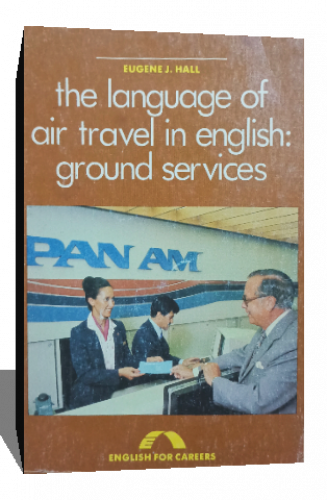 EUGENE J. HALL
the language of
air travel in english:
ground services
PAN AM
ENGLISH FOR CAREERS